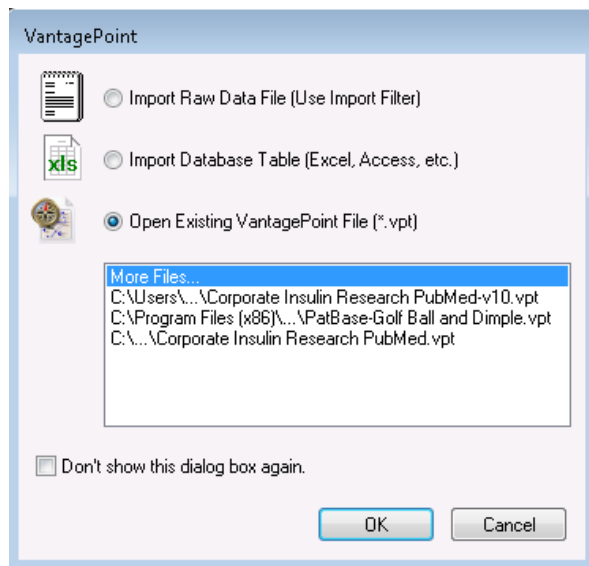 VantagePoint
Import Raw Data File (Use Import Filter)
xls
Import Database Table (Excel, Access, etc.)
Open Existing VantagePoint File (*.vpt)
More Files...
C:\Users\...\Corporate Insulin Research PubMed-v10.vpt
C:\Program Files (x86)\...\PatBase-Golf Ball and Dimple.vpt
C:\...\Corporate Insulin Research PubMed.vpt
Don't show this dialog box again.
OK
Cancel